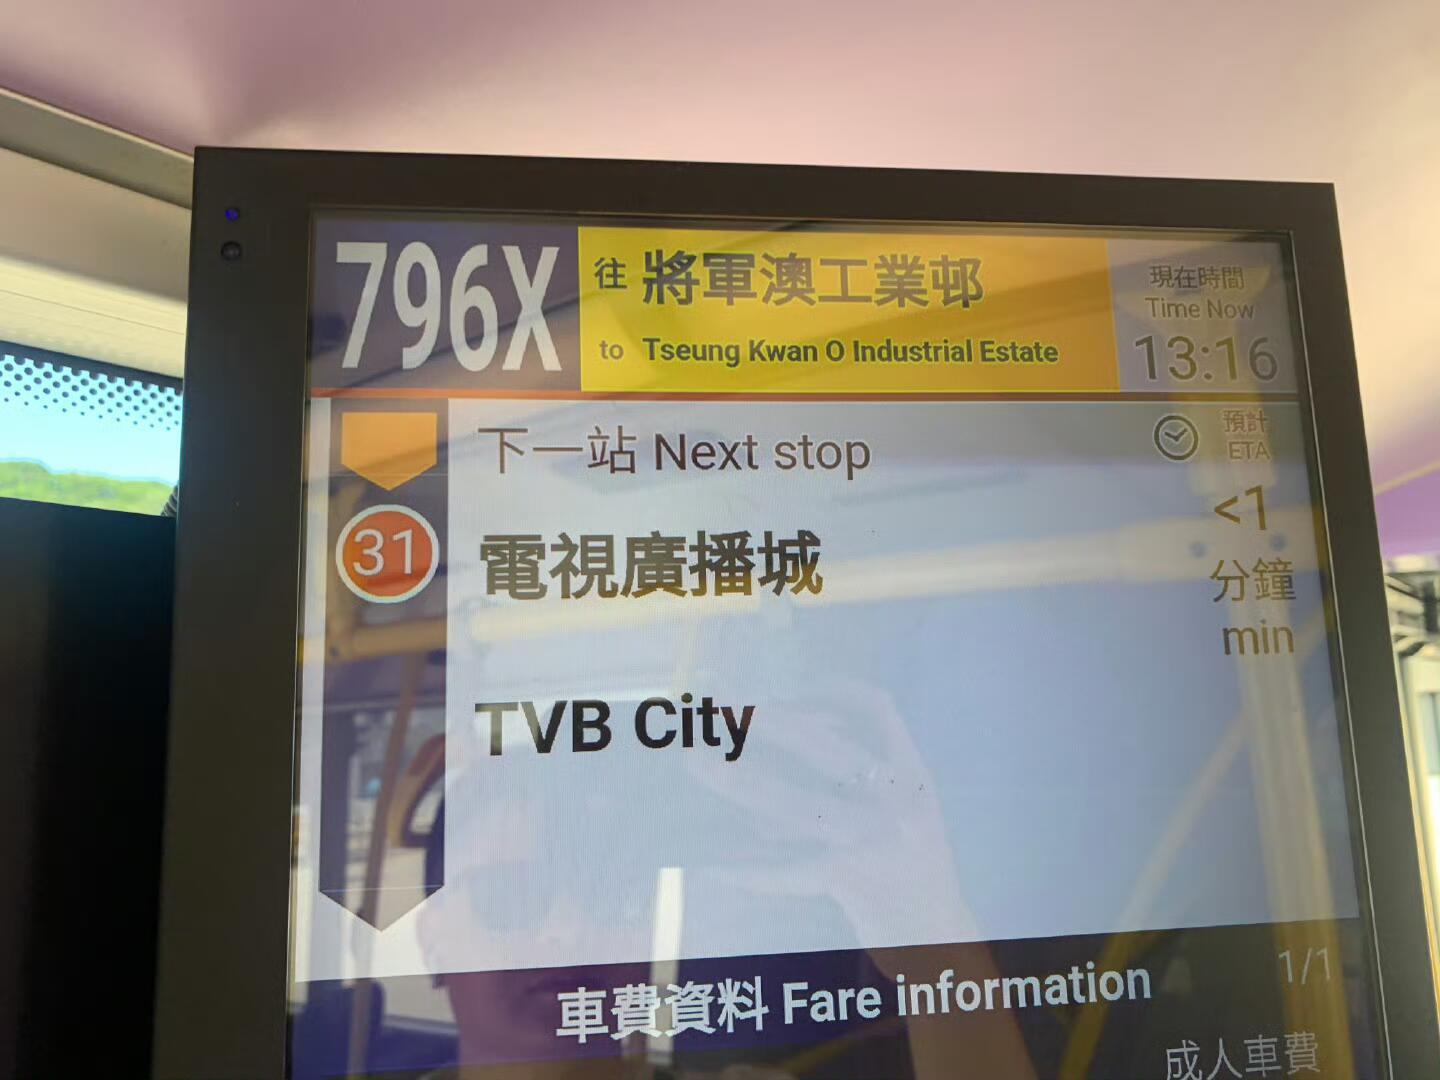 796X
往 將軍澳工業邨
to Tseung Kwan O Industrial Estate
現在時間
Time Now
13:16
下一站 Next stop
預計
ETA
31
電視廣播城
TVB City
<1
分鐘
min
車費資料 Fare information
1/1
成人車費